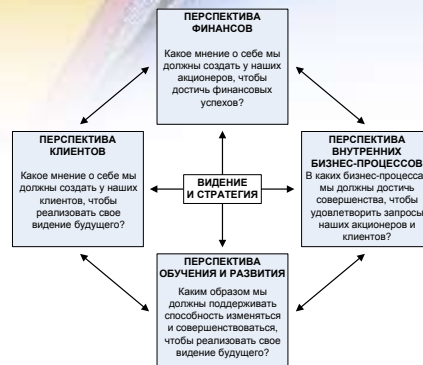 ПЕРСПЕКТИВА
ФИНАНСОВ
Какое мнение о себе мы
должны создать у наших
акционеров, чтобы
достичь финансовых
успехов?
ПЕРСПЕКТИВА
КЛИЕНТОВ
Какое мнение о себе мы
должны создать у наших
клиентов, чтобы
реализовать свое
видение будущего?
ВИДЕНИЕ
И СТРАТЕГИЯ
ПЕРСПЕКТИВА
ВНУТРЕННИХ
БИЗНЕС-ПРОЦЕССОВ
В каких бизнес-процесса
мы должны достичь
совершенства, чтобы
удовлетворить запросы
наших акционеров и
клиентов?
ПЕРСПЕКТИВА
ОБУЧЕНИЯ И РАЗВИТИЯ
Каким образом мы
должны поддерживать
способность изменяться
и совершенствоваться,
чтобы реализовать свое
видение будущего?